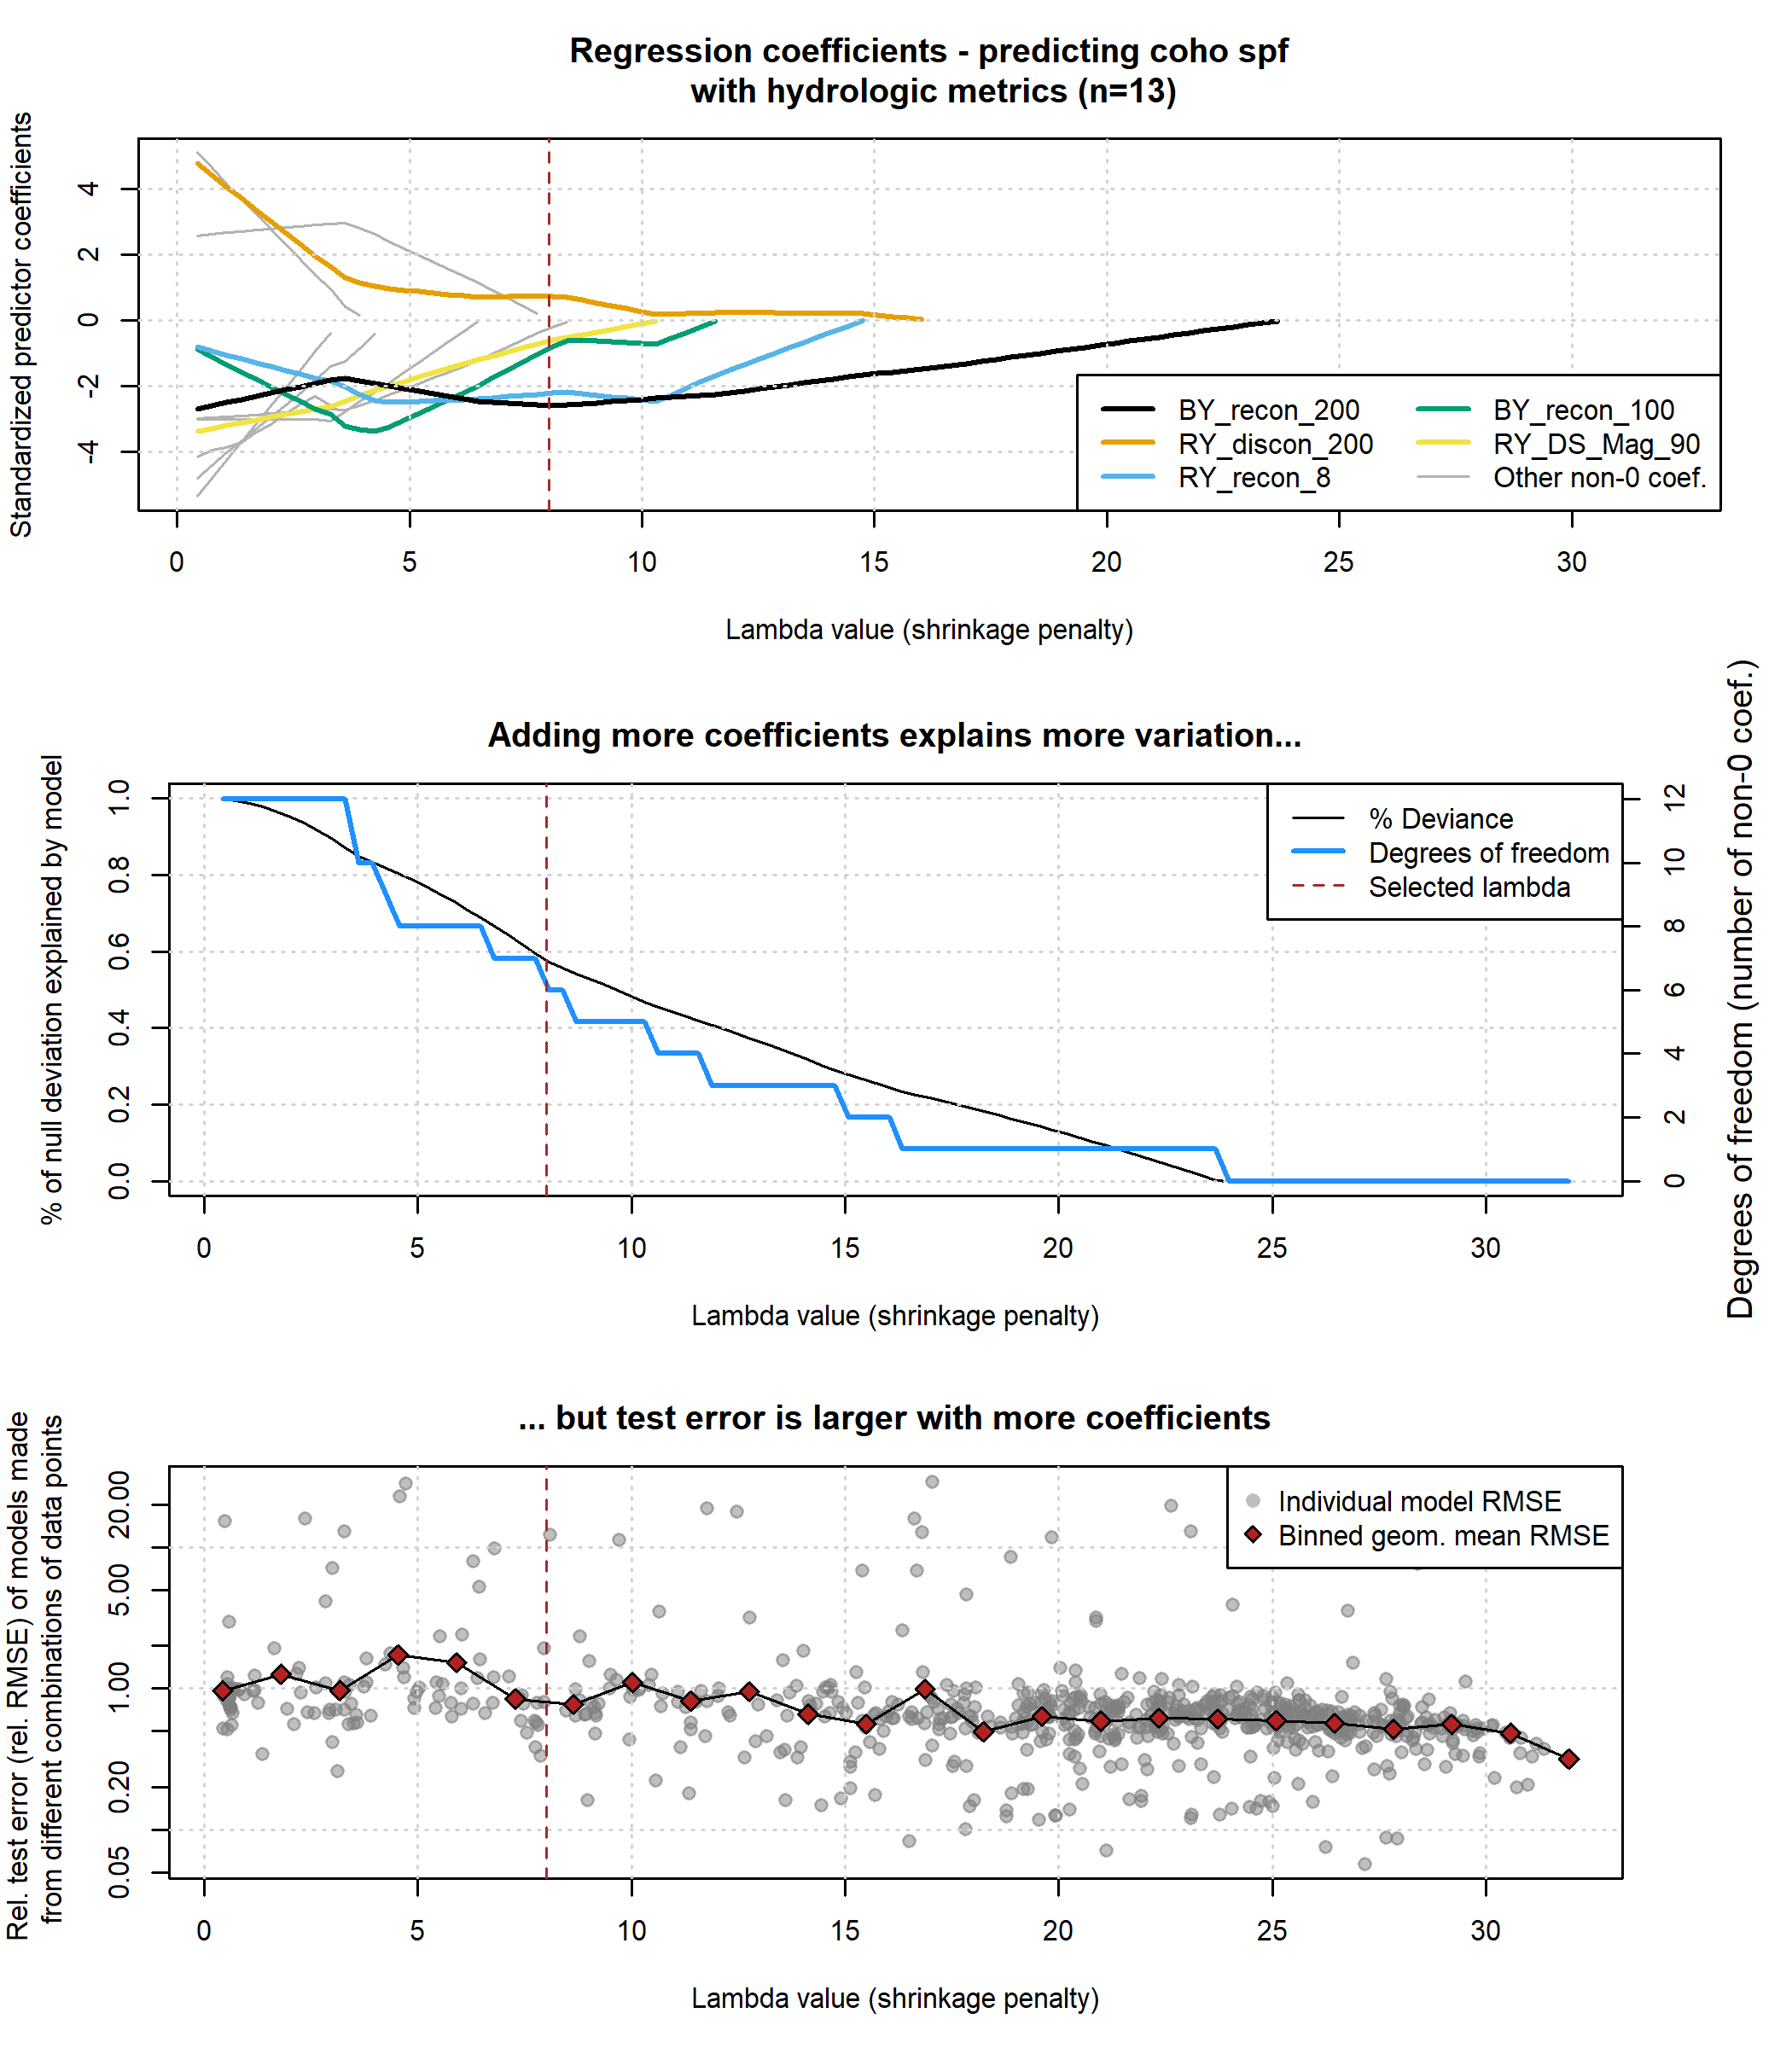 Regression coefficients - predicting coho spf
with hydrologic metrics (n=13)
Standardized predictor coefficients
4
2
0
-2
-4
BY_recon_200
RY_discon_200
RY_recon_8
BY_recon_100
RY_DS_Mag_90
Other non-0 coef.
0 5 10 15 20 25 30
Lambda value (shrinkage penalty)
Adding more coefficients explains more variation...
% of null deviation explained by model
1.0
0.8
0.6
0.4
0.2
0.0
% Deviance
Degrees of freedom
Selected lambda
12
10
8
6
4
2
0
Degrees of freedom (number of non-0 coef.)
0 5 10 15 20 25 30
Lambda value (shrinkage penalty)
... but test error is larger with more coefficients
Rel. test error (rel. RMSE) of models made
from different combinations of data points
20.00
5.00
1.00
0.20
0.05
Individual model RMSE
Binned geom. mean RMSE
0 5 10 15 20 25 30
Lambda value (shrinkage penalty)